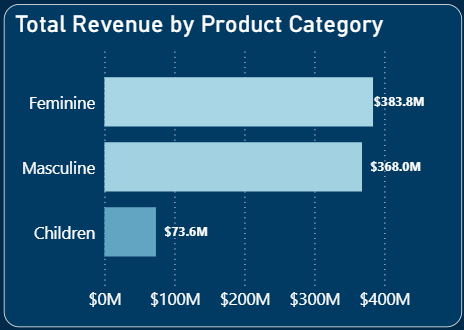 Total Revenue by Product Category
Feminine $383.8M
Masculine $368.0M
Children $73.6M
$0M $100M $200M $300M $400M